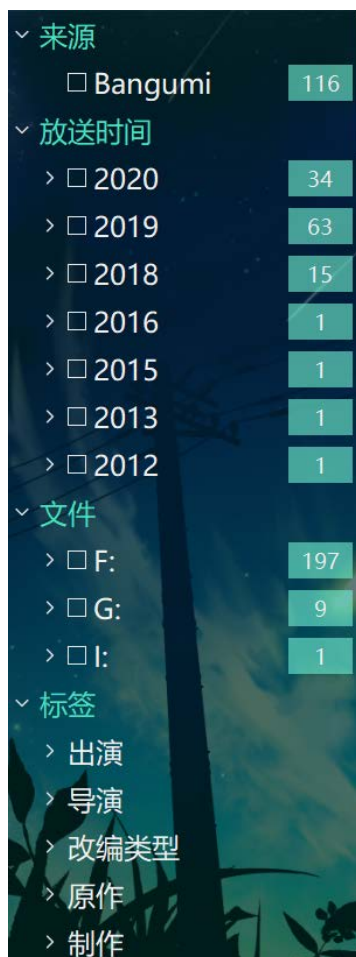 来源
Bangumi 116
放送时间
2020 34
2019 63
2018 15
2016 1
2015 1
2013 1
2012 1
文件
F: 197
G: 9
I: 1
标签
出演
导演
改编类型
原作
制作